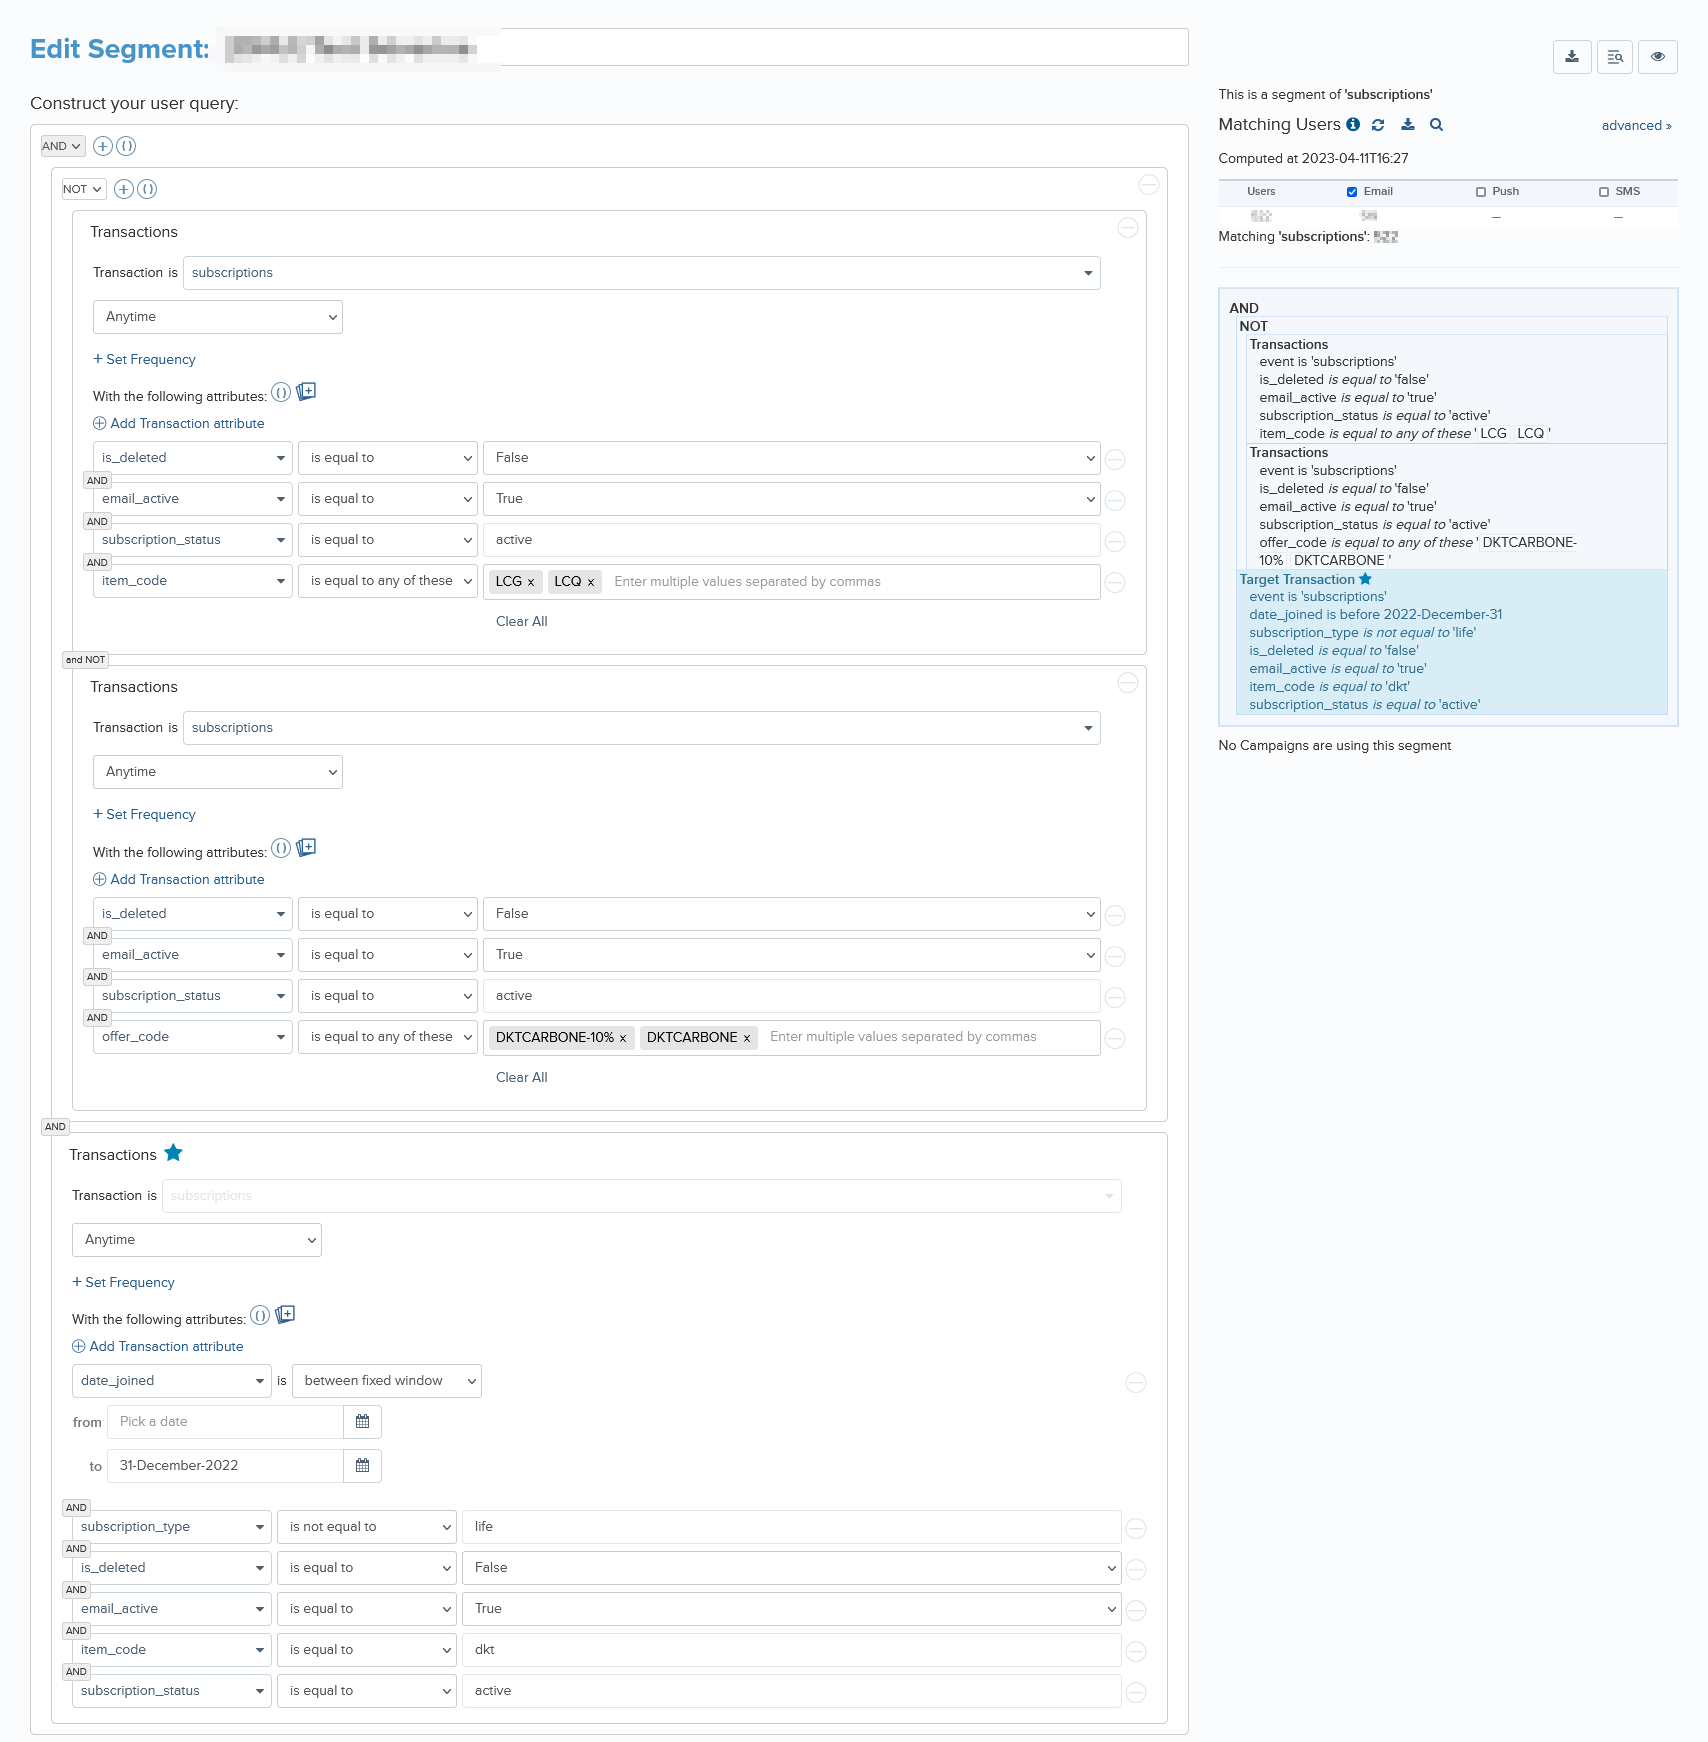 Edit Segment:
Construct your user query:
AND
NOT
Transactions
Transaction is subscriptions
Anytime
+ Set Frequency
With the following attributes: ()
Add Transaction attribute
is_deleted is equal to False
AND
email_active is equal to True
AND
subscription_status is equal to active
AND
item_code is equal to any of these LCG x LCQ x Enter multiple values separated by commas
Clear All
and NOT
Transactions
Transaction is subscriptions
Anytime
+ Set Frequency
With the following attributes: ()
Add Transaction attribute
is_deleted is equal to False
AND
email_active is equal to True
AND
subscription_status is equal to active
AND
offer_code is equal to any of these DKTCARBONE-10% x DKTCARBONE x Enter multiple values separated by commas
Clear All
AND
Transactions
Transaction is subscriptions
Anytime
+ Set Frequency
With the following attributes: ()
Add Transaction attribute
date_joined is between fixed window
from Pick a date
to 31-December-2022
AND
subscription_type is not equal to life
AND
is_deleted is equal to False
AND
email_active is equal to True
AND
item_code is equal to dkt
AND
subscription_status is equal to active
This is a segment of 'subscriptions'
Matching Users advanced »
Computed at 2023-04-11T16:27
Users Email Push SMS
– –
Matching 'subscriptions':
AND
NOT
Transactions
event is 'subscriptions'
is_deleted is equal to 'false'
email_active is equal to 'true'
subscription_status is equal to 'active'
item_code is equal to any of these ' LCG LCQ '
Transactions
event is 'subscriptions'
is_deleted is equal to 'false'
email_active is equal to 'true'
subscription_status is equal to 'active'
offer_code is equal to any of these ' DKTCARBONE-
10% DKTCARBONE '
Target Transaction
event is 'subscriptions'
date_joined is before 2022-December-31
subscription_type is not equal to 'life'
is_deleted is equal to 'false'
email_active is equal to 'true'
item_code is equal to 'dkt'
subscription_status is equal to 'active'
No Campaigns are using this segment